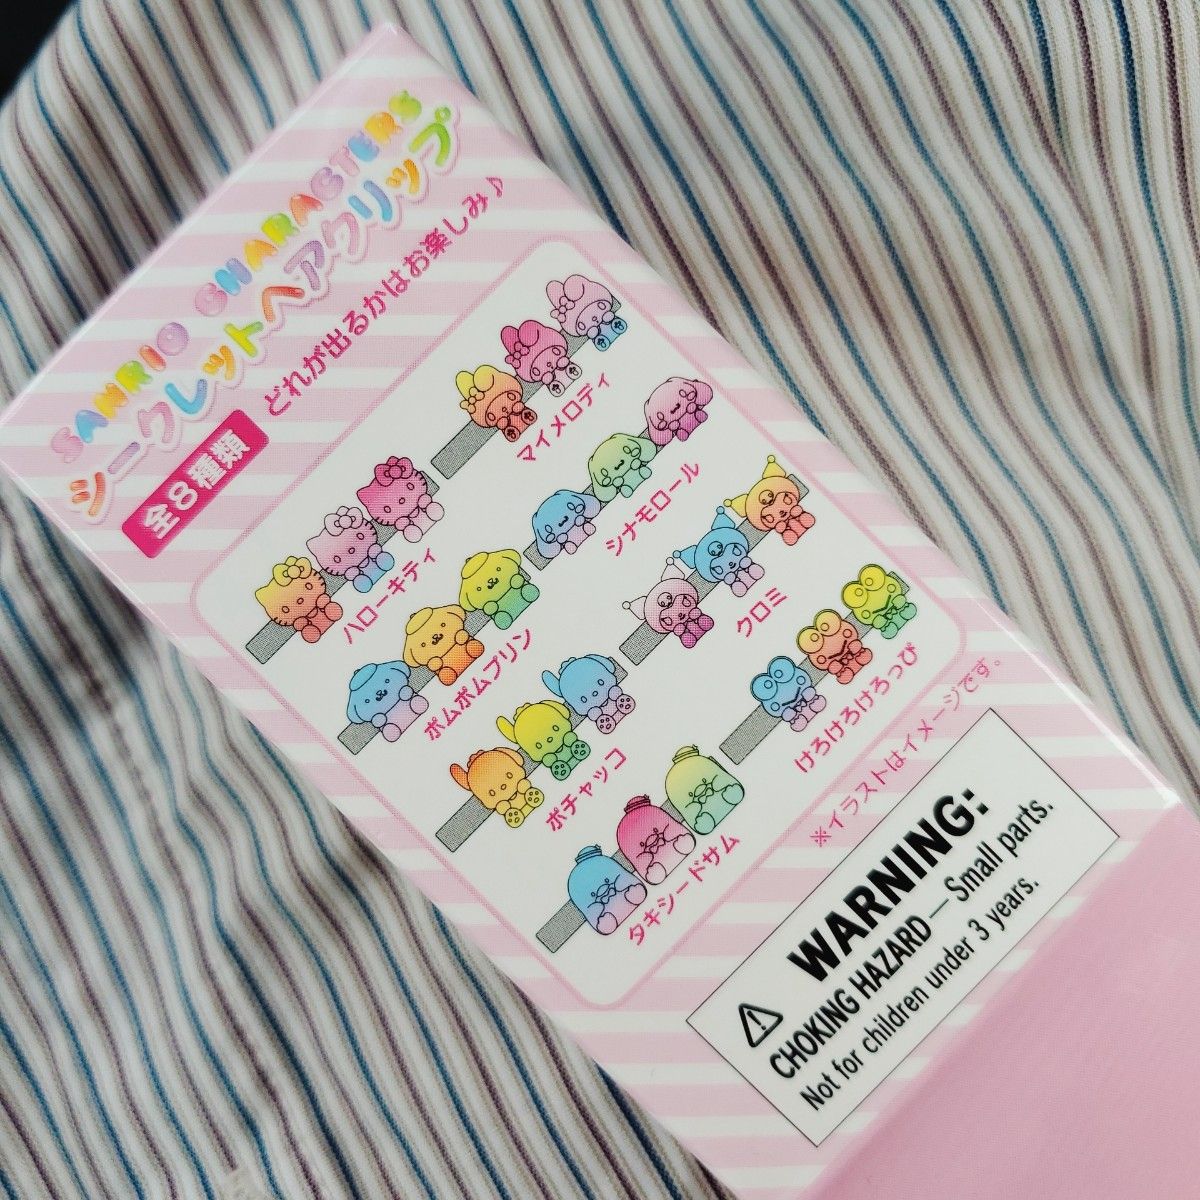 SANRIO CHARACTERS
シークレットヘアクリップ
全8種類
どれが出るかはお楽しみ♪
マイメロディ
ハローキティ
シナモロール
ポムポムプリン
クロミ
ポチャッコ
けろけろけろっぴ
タキシードサム
※イラストはイメージです。
WARNING:
CHOKING HAZARD — Small parts.
Not for children under 3 years.